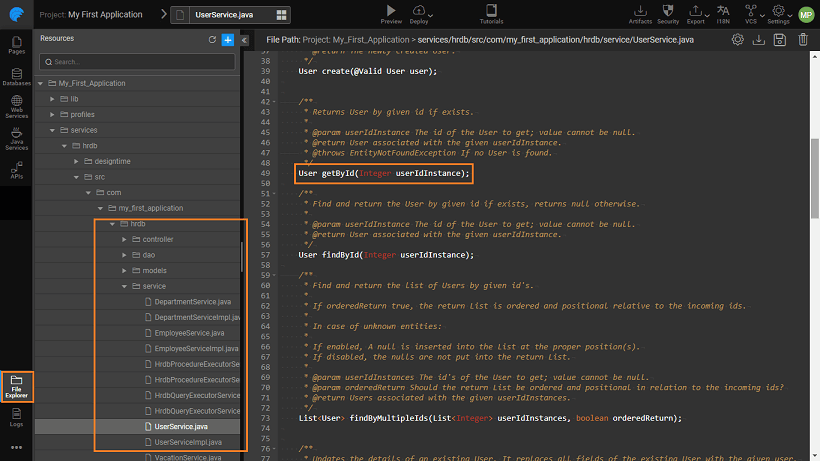 Project: My First Application
UserService.java
Preview
Deploy
Tutorials
Artifacts
Security
Export
I18N
VCS
Settings
MP
Pages
Databases
Web
Services
Java
Services
APIs
File
Explorer
Logs
Resources
Search...
My_First_Application
lib
profiles
services
hrdb
designtime
src
com
my_first_application
hrdb
controller
dao
models
service
DepartmentService.java
DepartmentServiceImpl.jav
EmployeeService.java
EmployeeServiceImpl.java
HrdbProcedureExecutorSe
HrdbProcedureExecutorSe
HrdbQueryExecutorService
HrdbQueryExecutorService
UserService.java
UserServiceImpl.java
VacationService.java
File Path: Project: My_First_Application > services/hrdb/src/com/my_first_application/hrdb/service/UserService.java
37 * @return The newly created User.
38 */
39 User create(@Valid User user);
40
41
42 /**
43 * Returns User by given id if exists.
44 *
45 * @param userIdInstance The id of the User to get; value cannot be null.
46 * @return User associated with the given userIdInstance.
47 * @throws EntityNotFoundException If no User is found.
48 */
49 User getById(Integer userIdInstance);
50
51 /**
52 * Find and return the User by given id if exists, returns null otherwise.
53 *
54 * @param userIdInstance The id of the User to get; value cannot be null.
55 * @return User associated with the given userIdInstance.
56 */
57 User findById(Integer userIdInstance);
58
59 /**
60 * Find and return the list of Users by given id's.
61 *
62 * If orderedReturn true, the return List is ordered and positional relative to the incoming ids.
63 *
64 * In case of unknown entities:
65 *
66 * If enabled, A null is inserted into the List at the proper position(s).
67 * If disabled, the nulls are not put into the return List.
68 *
69 * @param userIdInstances The id's of the User to get; value cannot be null.
70 * @param orderedReturn Should the return List be ordered and positional in relation to the incoming ids?
71 * @return Users associated with the given userIdInstances.
72 */
73 List<User> findByMultipleIds(List<Integer> userIdInstances, boolean orderedReturn);
74
75
76 /**
77 * Updates the details of an existing User. It replaces all fields of the existing User with the given user.